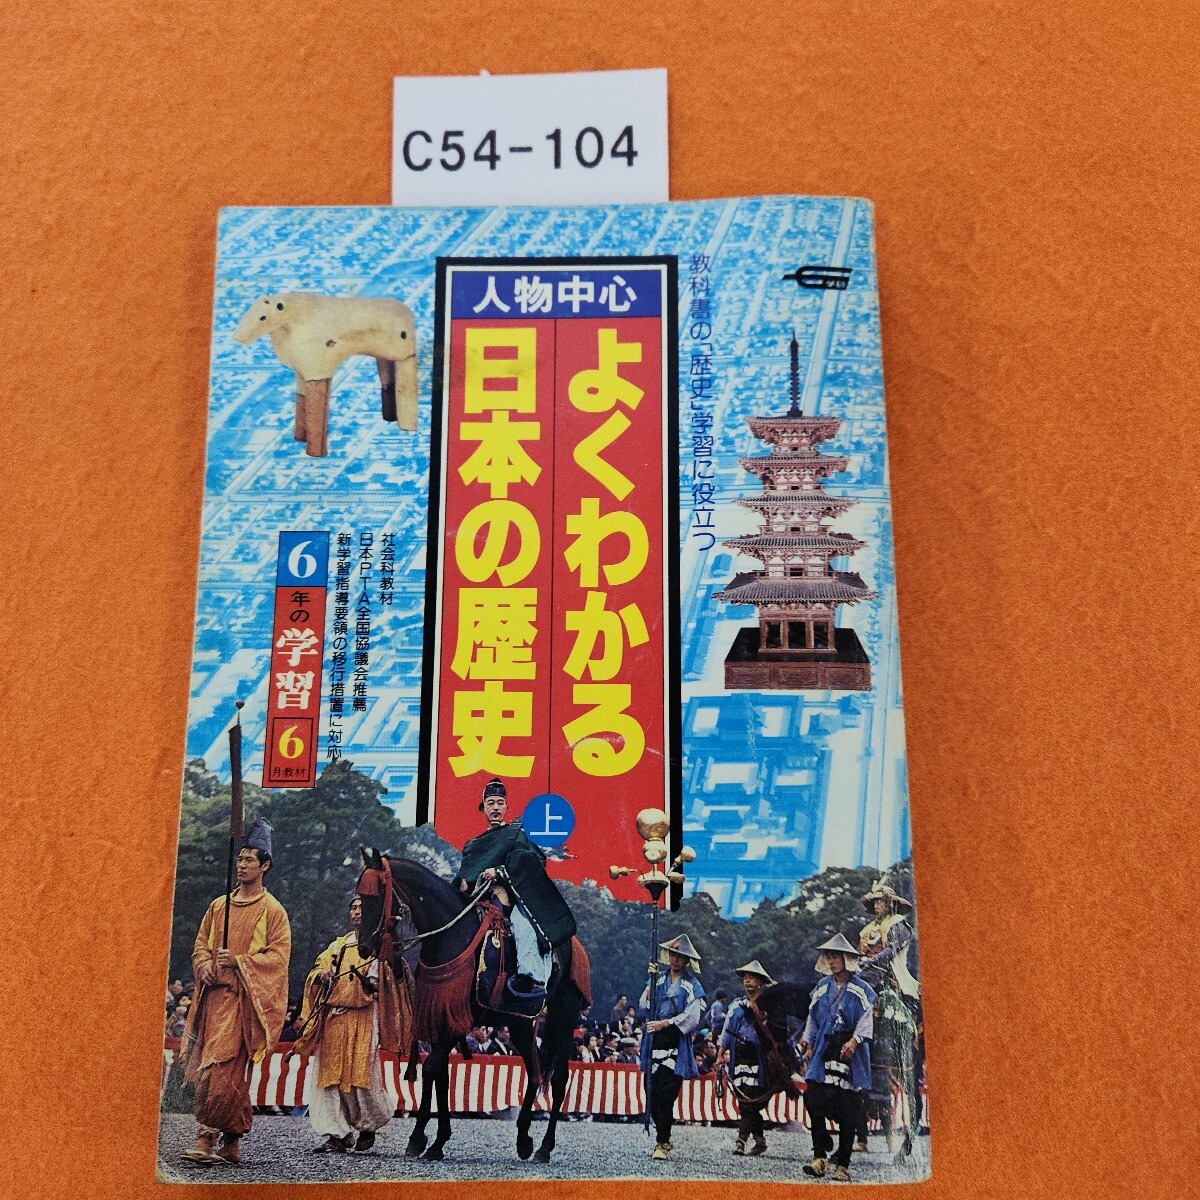 C54-104
学研
教科書の「歴史」学習に役立つ
人物中心
よくわかる
日本の歴史
上
社会科教材
日本PTA全国協議会推薦
新学習指導要領の移行措置に対応
6
年の
学習
6
月教材